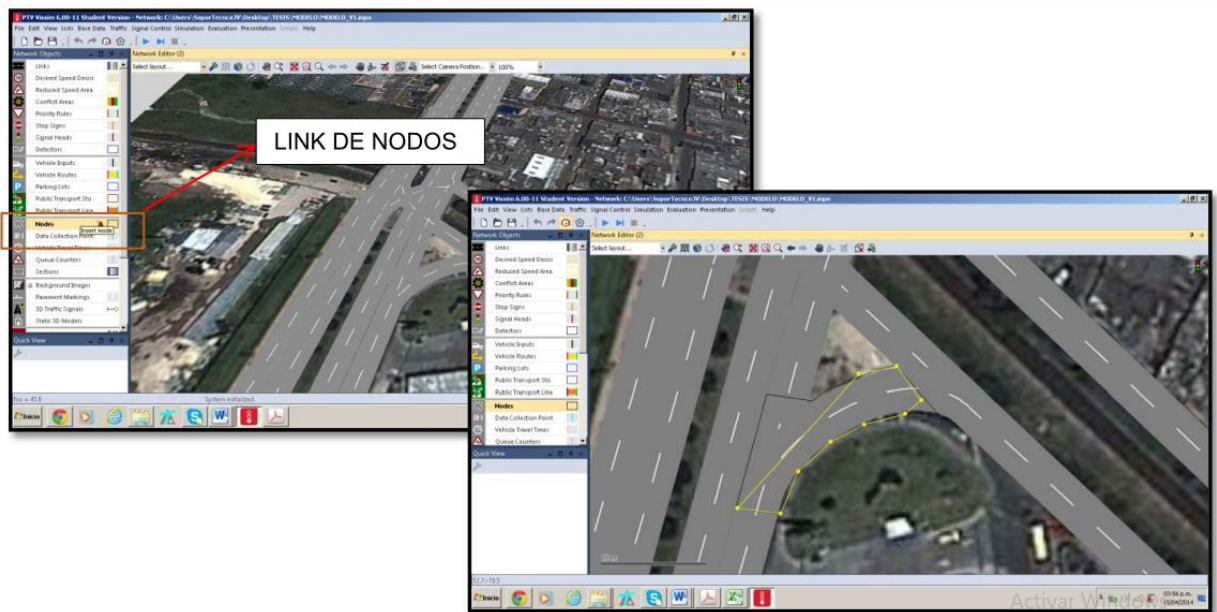 PTV Vissim 6.00-11 Student Version - Network: C:\Users\SoporTecncoJV\Desktop\TESIS\MODELO\MODELO_V1.inpx
File Edit View Lists Base Data Traffic Signal Control Simulation Evaluation Presentation Scripts Help
Network Objects
Network Editor (2)
Select layout...
Select Camera Position...
100%
Links
Desired Speed Decisi
Reduced Speed Area
Conflict Areas
Priority Rules
Stop Signs
Signal Heads
Detectors
Vehicle Inputs
Vehicle Routes
Parking Lots
Public Transport Sto
Public Transport Line
Nodes
Insert node
Data Collection Point
Vehicle Travel Times
Queue Counters
Sections
Background Images
Pavement Markings
3D Traffic Signals
Static 3D Models
Quick View
fov = 45.0
System initialized.
Inicio
LINK DE NODOS
PTV Vissim 6.00-11 Student Version - Network: C:\Users\SoporTecncoJV\Desktop\TESIS\MODELO\MODELO_V1.inpx
File Edit View Lists Base Data Traffic Signal Control Simulation Evaluation Presentation Scripts Help
Network Objects
Network Editor (2)
Select layout...
Links
Desired Speed Decisi
Reduced Speed Area
Conflict Areas
Priority Rules
Stop Signs
Signal Heads
Detectors
Vehicle Inputs
Vehicle Routes
Parking Lots
Public Transport Sto
Public Transport Line
Nodes
Data Collection Point
Vehicle Travel Times
Queue Counters
Quick View
Inicio
03:56 p.m.
15/04/2014